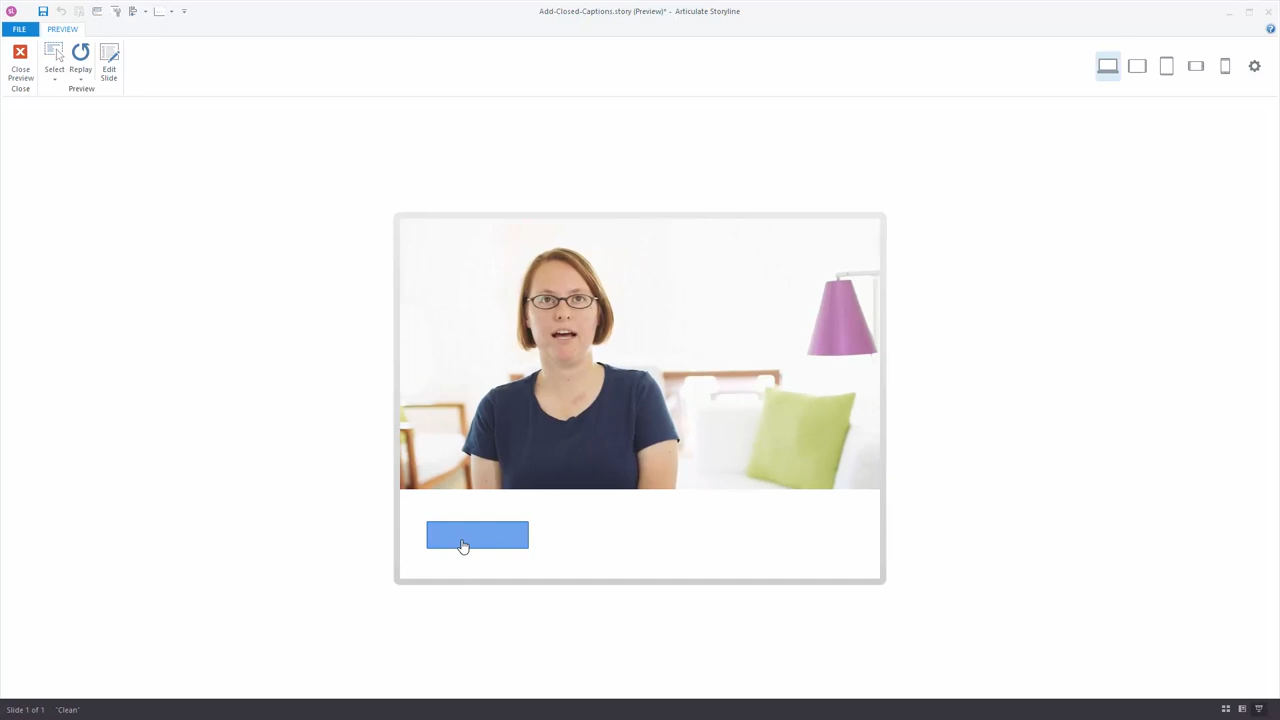 sl
Add-Closed-Captions.story (Preview)* - Articulate Storyline
FILE
PREVIEW
Close
Preview
Select
Replay
Edit
Slide
Close
Preview
Slide 1 of 1
"Clean"